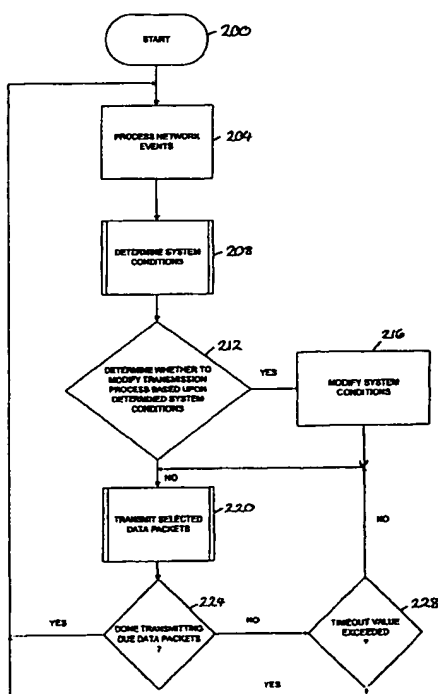 START
200
PROCESS NETWORK
EVENTS
204
DETERMINE SYSTEM
CONDITIONS
208
212
DETERMINE WHETHER TO
MODIFY TRANSMISSION
PROCESS BASED UPON
DETERMINED SYSTEM
CONDITIONS
YES
216
MODIFY SYSTEM
CONDITIONS
NO
TRANSMIT SELECTED
DATA PACKETS
220
NO
224
YES
DONE TRANSMITTING
DUE DATA PACKETS
?
NO
TIMEOUT VALUE
EXCEEDED
?
228
YES